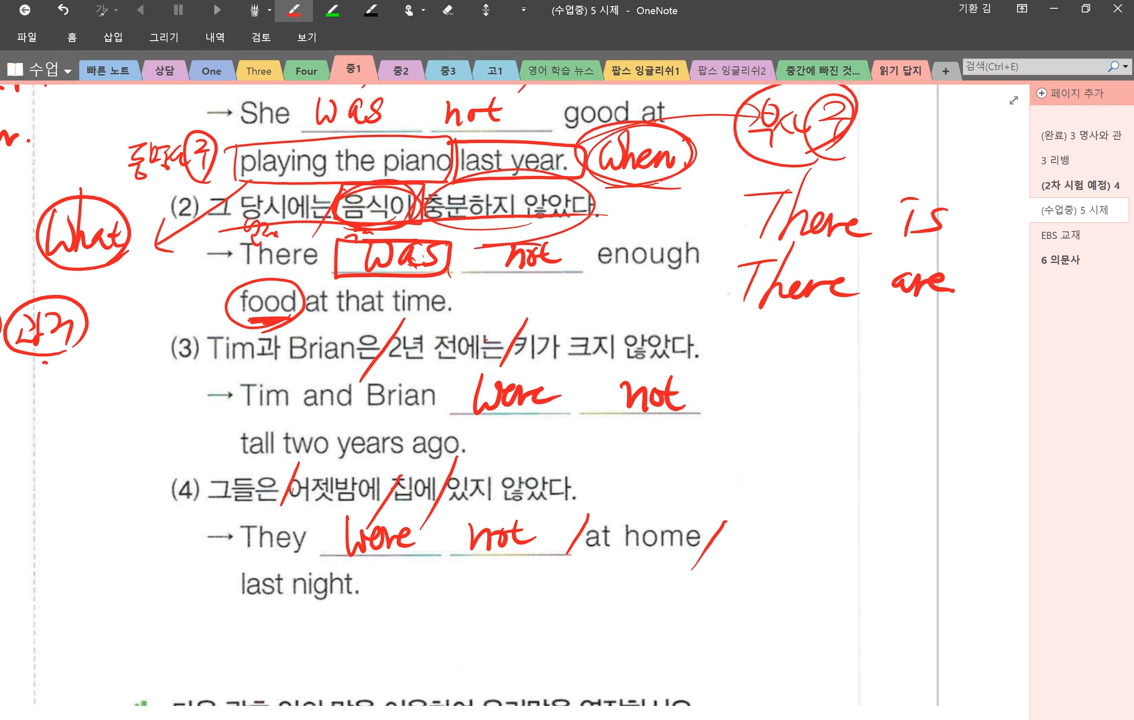 (수업중) 5 시제 - OneNote
기환 김
파일 홈 삽입 그리기 내역 검토 보기
수업 빠른 노트 상담 One Three Four 중1 중2 중3 고1 영어 학습 뉴스 팝스 잉글리쉬1 팝스 잉글리쉬2 중간에 빠진 것... 읽기 답지 + 검색(Ctrl+E)
페이지 추가
(완료) 3 명사와 관
3 리뱅
(2차 시험 예정) 4
(수업중) 5 시제
EBS 교재
6 의문사
→ She was not good at
playing the piano last year. When
(2) 그 당시에는 음식이 충분하지 않았다.
What
There is
→ There was not enough
There are
food at that time.
과거
(3) Tim과 Brian은 2년 전에는 키가 크지 않았다.
→ Tim and Brian were not
tall two years ago.
(4) 그들은 어젯밤에 집에 있지 않았다.
→ They were not at home
last night.